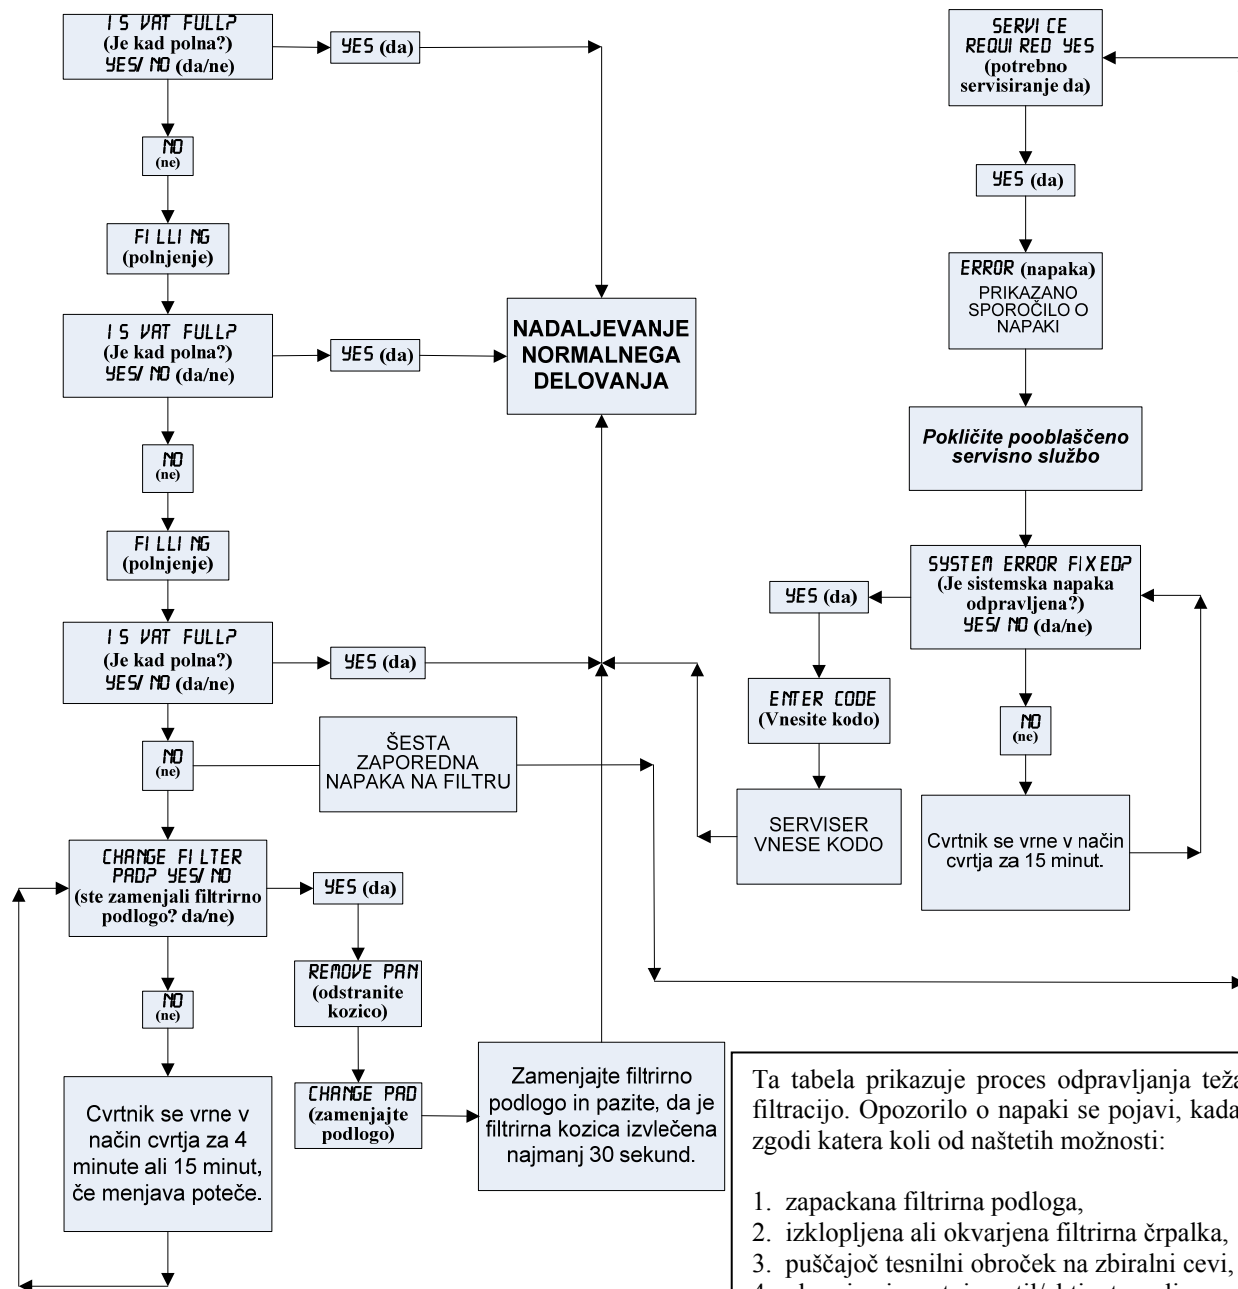 IS VAT FULL?
(Je kad polna?)
YES/NO (da/ne)
YES (da)
NO
(ne)
FILLING
(polnjenje)
IS VAT FULL?
(Je kad polna?)
YES/NO (da/ne)
YES (da)
NO
(ne)
FILLING
(polnjenje)
IS VAT FULL?
(Je kad polna?)
YES/NO (da/ne)
YES (da)
NO
(ne)
ŠESTA
ZAPOREDNA
NAPAKA NA FILTRU
CHANGE FILTER
PAD? YES/NO
(ste zamenjali filtrirno
podlogo? da/ne)
YES (da)
REMOVE PAN
(odstranite
kozico)
CHANGE PAD
(zamenjajte
podlogo)
Zamenjajte filtrirno
podlogo in pazite, da je
filtrirna kozica izvlečena
najmanj 30 sekund.
NO
(ne)
Cvrtnik se vrne v
način cvrtja za 4
minute ali 15 minut,
če menjava poteče.
NADALJEVANJE
NORMALNEGA
DELOVANJA
SERVICE
REQUIRED YES
(potrebno
servisiranje da)
YES (da)
ERROR (napaka)
PRIKAZANO
SPOROČILO O
NAPAKI
Pokličite pooblaščeno
servisno službo
SYSTEM ERROR FIXED?
(Je sistemska napaka
odpravljena?)
YES/NO (da/ne)
YES (da)
ENTER CODE
(Vnesite kodo)
SERVISER
VNESE KODO
NO
(ne)
Cvrtnik se vrne v način
cvrtja za 15 minut.
Ta tabela prikazuje proces odpravljanja
filtracijo. Opozorilo o napaki se pojavi,
zgodi katera koli od naštetih možnosti:
1. zapackana filtrirna podloga,
2. izklopljena ali okvarjena filtrirna črpalka,
3. puščajoč tesnilni obroček na zbiralni cevi,